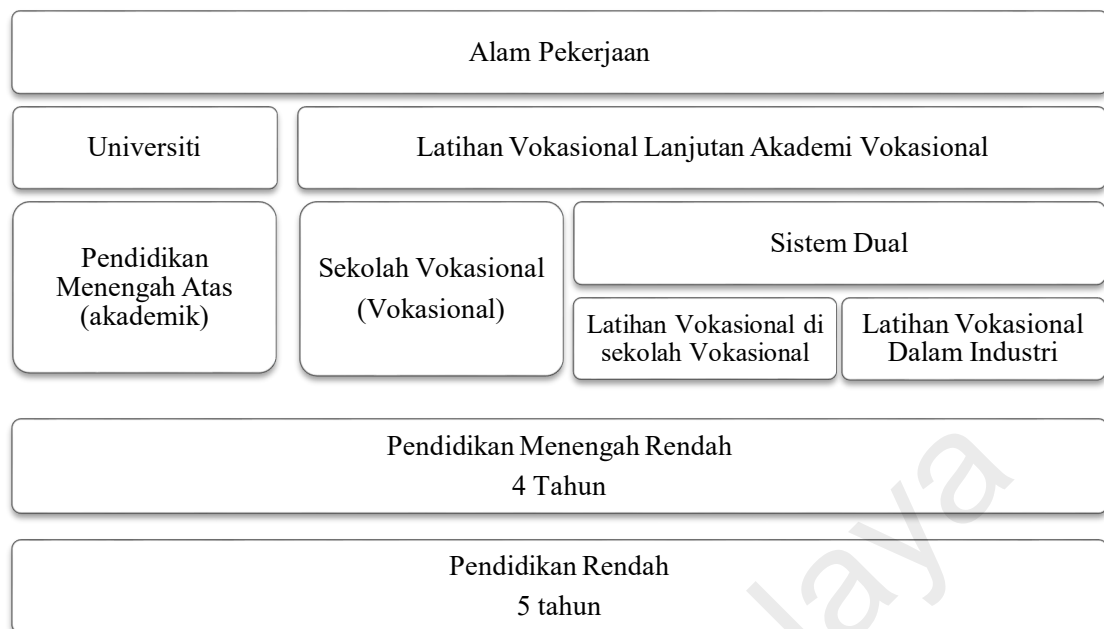 Alam Pekerjaan
Universiti
Latihan Vokasional Lanjutan Akademi Vokasional
Pendidikan
Menengah Atas
(akademik)
Sekolah Vokasional
(Vokasional)
Sistem Dual
Latihan Vokasional di
sekolah Vokasional
Latihan Vokasional
Dalam Industri
Pendidikan Menengah Rendah
4 Tahun
Pendidikan Rendah
5 tahun
laya